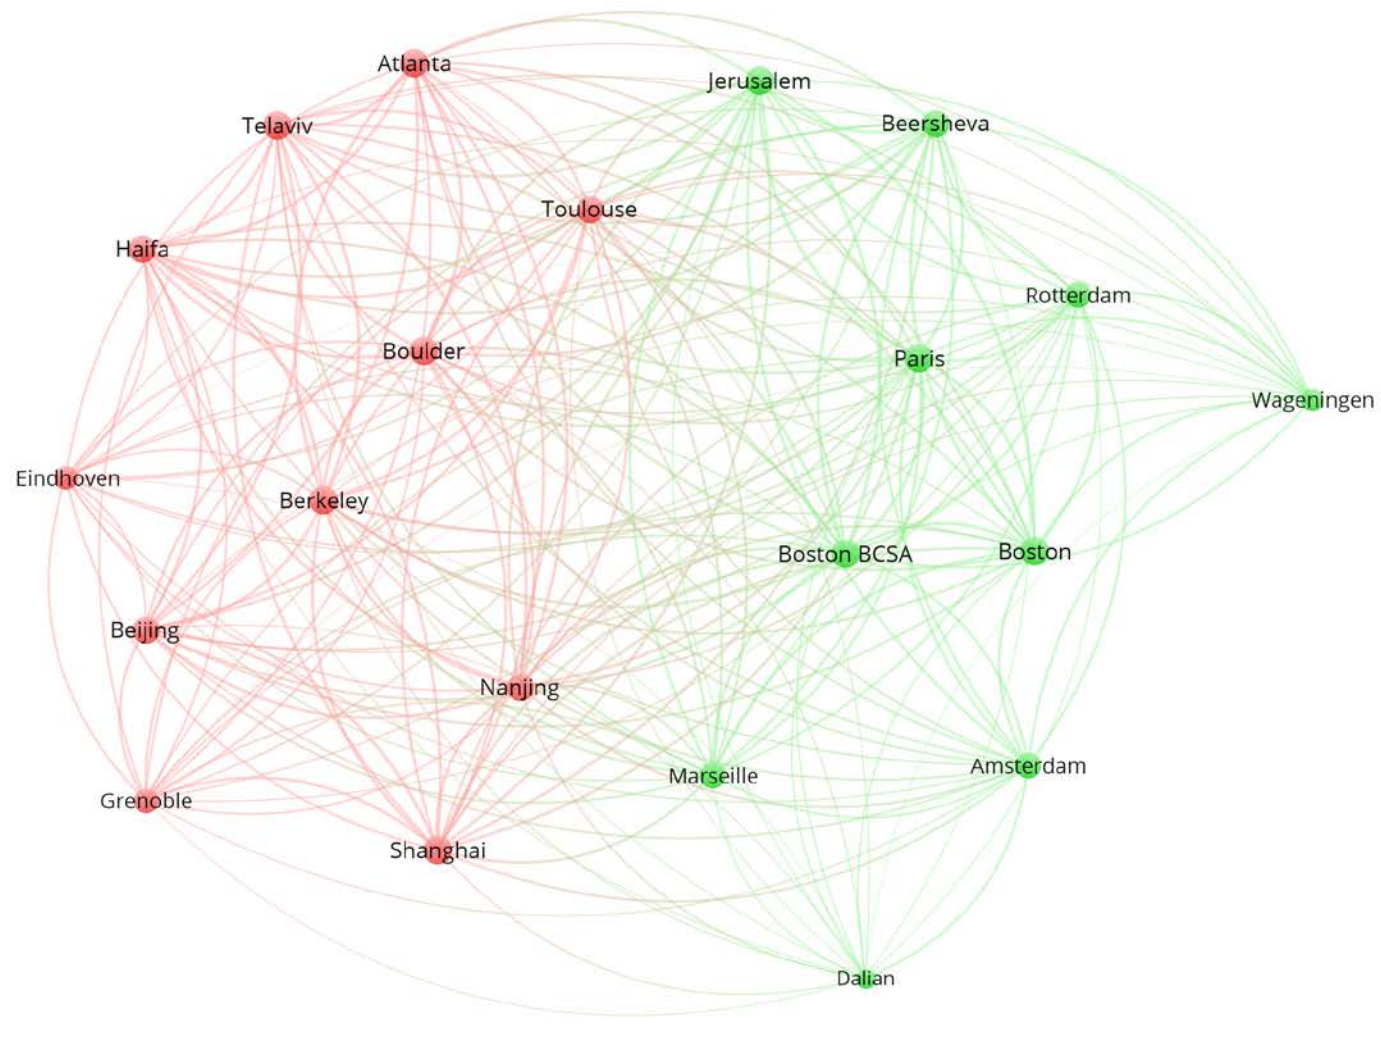 Atlanta
Jerusalem
Telaviv
Beersheva
Toulouse
Haifa
Rotterdam
Boulder
Paris
Wageningen
Eindhoven
Berkeley
Boston BCSA
Boston
Beijing
Nanjing
Marseille
Amsterdam
Grenoble
Shanghai
Dalian